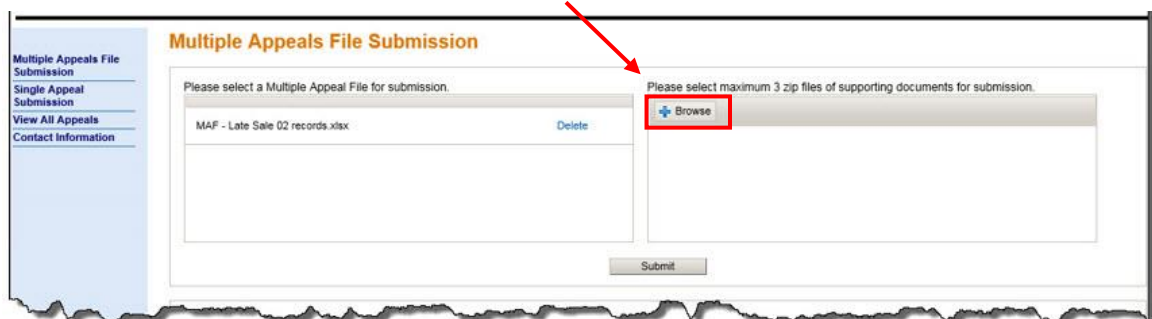 Multiple Appeals File Submission
Multiple Appeals File
Submission
Single Appeal
Submission
View All Appeals
Contact Information
Please select a Multiple Appeal File for submission.
MAF - Late Sale 02 records.xlsx
Delete
Please select maximum 3 zip files of supporting documents for submission.
Browse
Submit